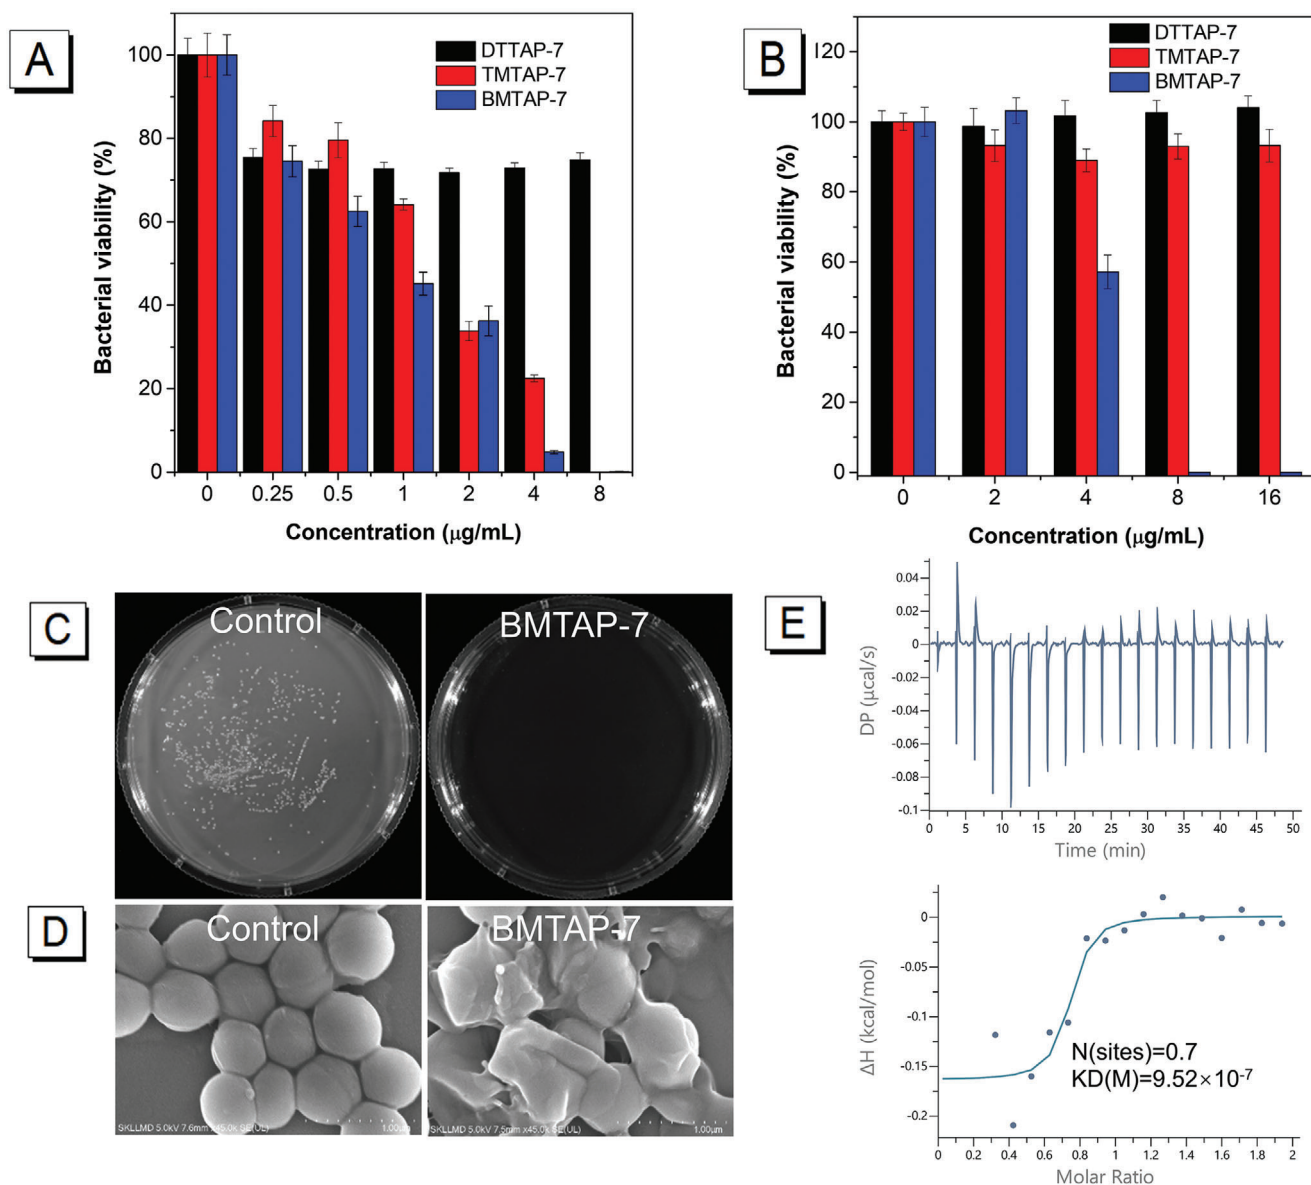 A
100
80
60
40
20
0
Bacterial viability (%)
DTTAP-7
TMTAP-7
BMTAP-7
0 0.25 0.5 1 2 4 8
Concentration (μg/mL)
B
120
100
80
60
40
20
0
Bacterial viability (%)
DTTAP-7
TMTAP-7
BMTAP-7
0 2 4 8 16
Concentration (μg/mL)
C
Control
BMTAP-7
D
Control
BMTAP-7
SKLLMD 5.0kV 7.6mm x45.0k SE(UL)
1.00μm
SKLLMD 5.0kV 7.5mm x45.0k SE(UL)
1.00μm
E
0.04
0.02
0
-0.02
-0.04
-0.06
-0.08
-0.1
DP (μcal/s)
0 5 10 15 20 25 30 35 40 45 50
Time (min)
0
-0.05
-0.1
-0.15
-0.2
ΔH (kcal/mol)
N(sites)=0.7
KD(M)=9.52×10⁻⁷
0 0.2 0.4 0.6 0.8 1 1.2 1.4 1.6 1.8 2
Molar Ratio